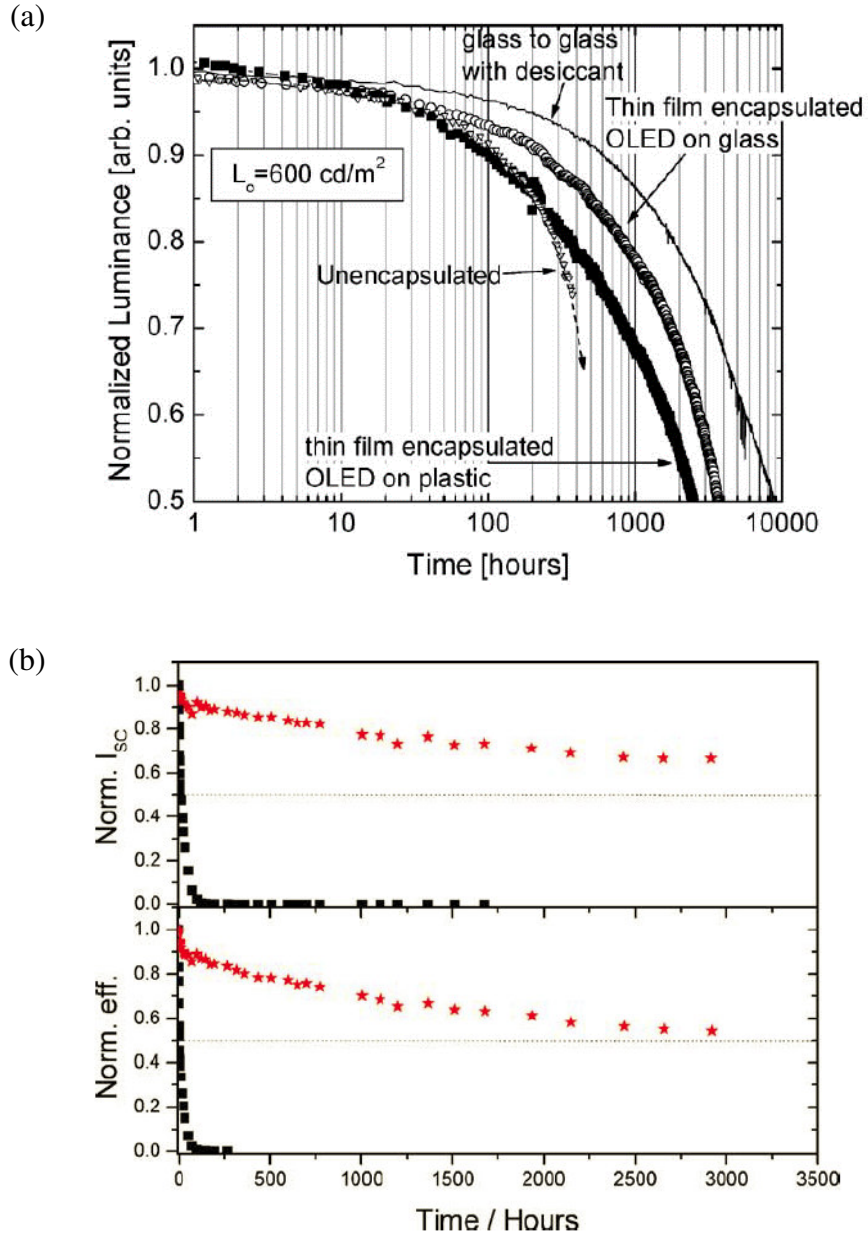 (a)
glass to glass
with desiccant
Thin film encapsulated
OLED on glass
L₀=600 cd/m²
Unencapsulated
thin film encapsulated
OLED on plastic
Normalized Luminance [arb. units]
1.0
0.9
0.8
0.7
0.6
0.5
1 10 100 1000 10000
Time [hours]
(b)
Norm. I_SC
1.0
0.8
0.6
0.4
0.2
0.0
Norm. eff.
1.0
0.8
0.6
0.4
0.2
0.0
0 500 1000 1500 2000 2500 3000 3500
Time / Hours